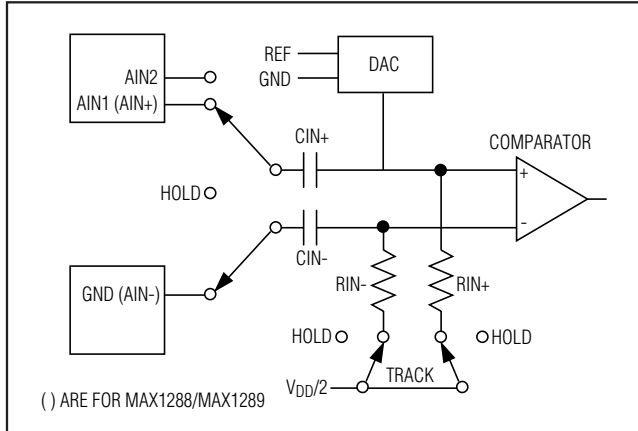 REF
GND
DAC
AIN2
AIN1 (AIN+)
CIN+
COMPARATOR
+
-
HOLD
CIN-
GND (AIN-)
RIN-
RIN+
HOLD
HOLD
TRACK
VDD/2
( ) ARE FOR MAX1288/MAX1289